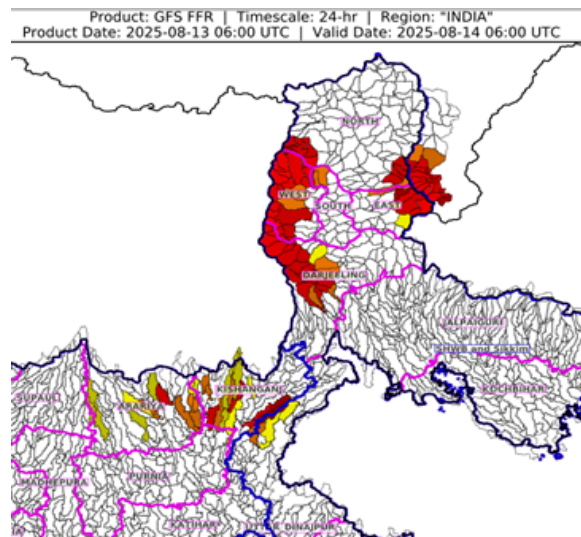 Product: GFS FFR | Timescale: 24-hr | Region: "INDIA"
Product Date: 2025-08-13 06:00 UTC | Valid Date: 2025-08-14 06:00 UTC
NORTH
WEST
SOUTH
EAST
DARJEELING
JALPAIGURI
SHWB and Sikkim
KOCHBIHAR
KISHANGANJ
SUPAUL
MADHEPURA
PURNIA
KATIHAR
UTTAR DINAJPUR